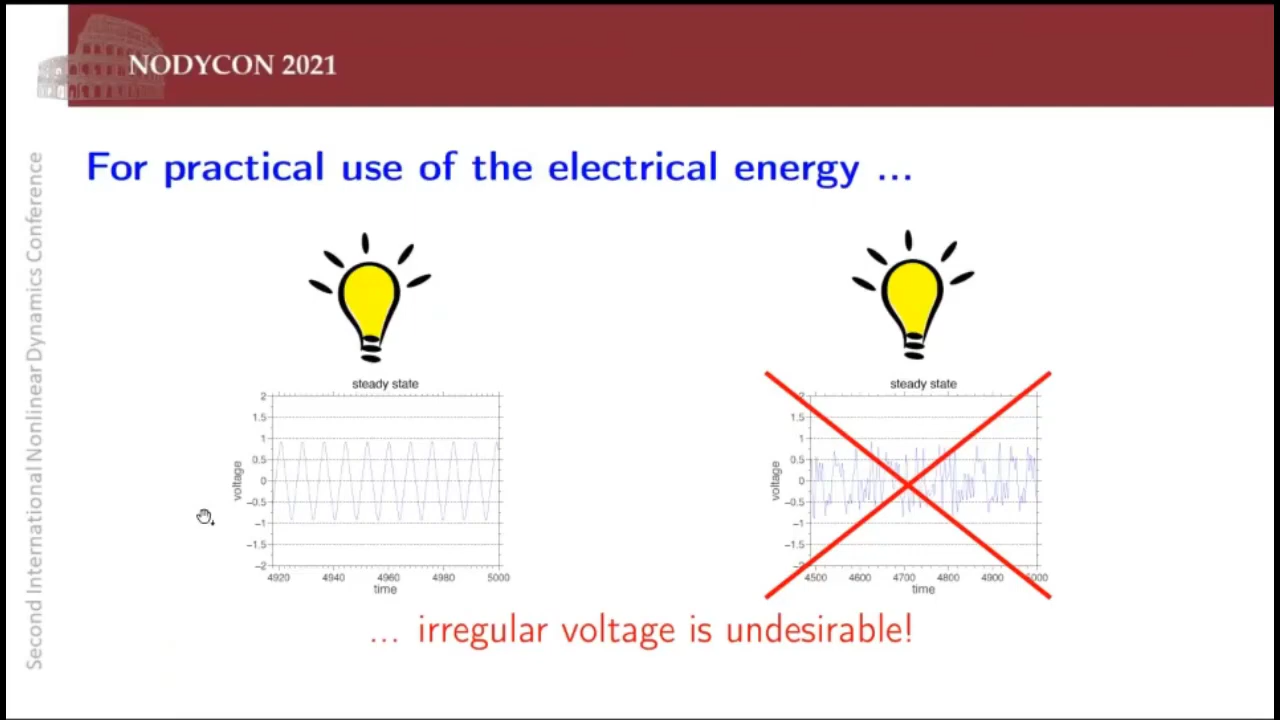 NODYCON 2021
Second International Nonlinear Dynamics Conference
For practical use of the electrical energy ...
steady state
2
1.5
1
0.5
0
−0.5
−1
−1.5
−2
voltage
4920 4940 4960 4980 5000
time
steady state
1.5
1
0.5
0
−0.5
−1
−1.5
voltage
4500 4600 4700 4800 4900
time
... irregular voltage is undesirable!